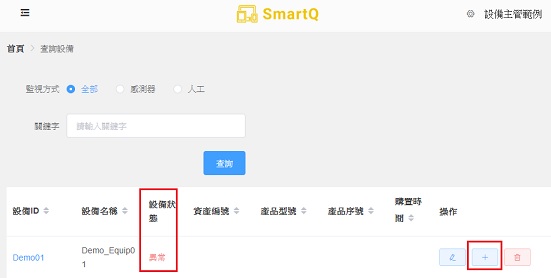 SmartQ
設備主管範例
首頁 > 查詢設備
監視方式 全部 感測器 人工
關鍵字 請輸入關鍵字
查詢
設備ID 設備名稱 設備狀 資產編號 產品型號 產品序號 購置時 操作
態 間
Demo01 Demo_Equip0 異常
1